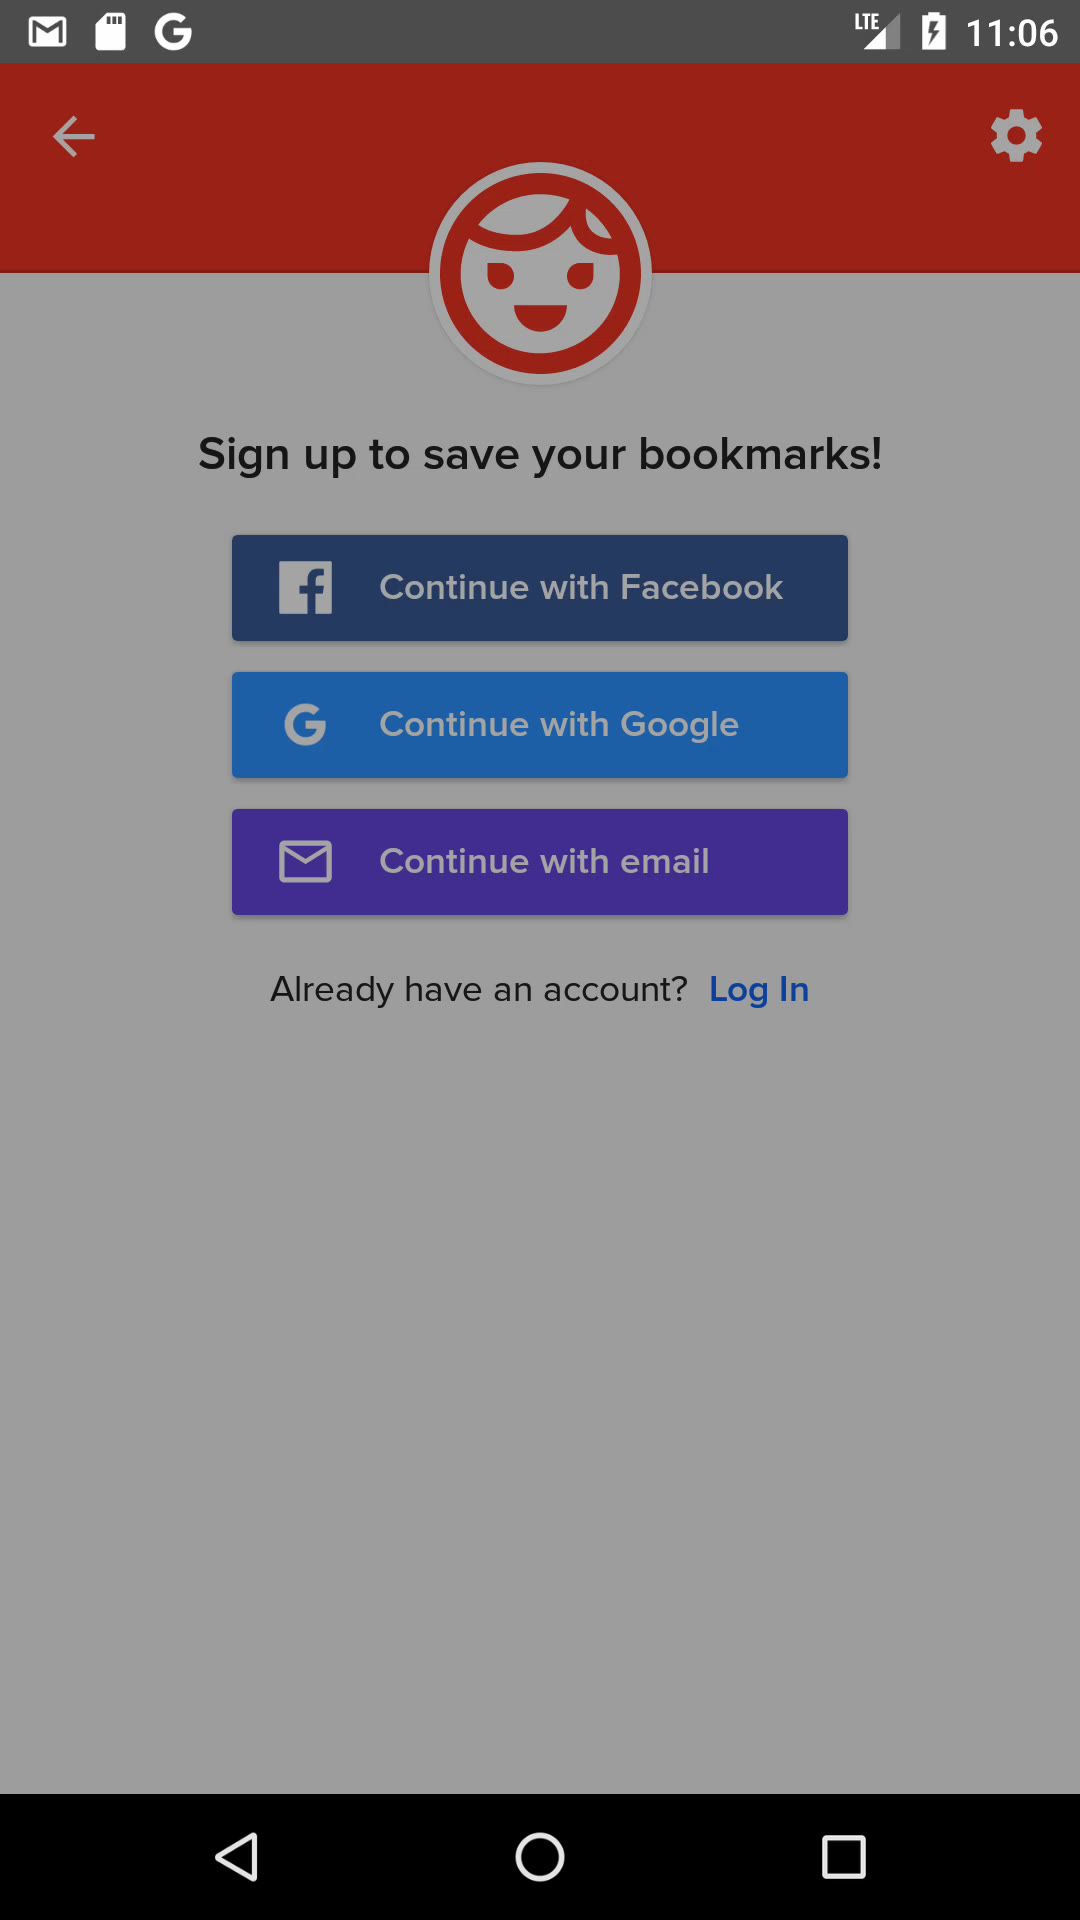 LTE 11:06
Sign up to save your bookmarks!
Continue with Facebook
Continue with Google
Continue with email
Already have an account? Log In